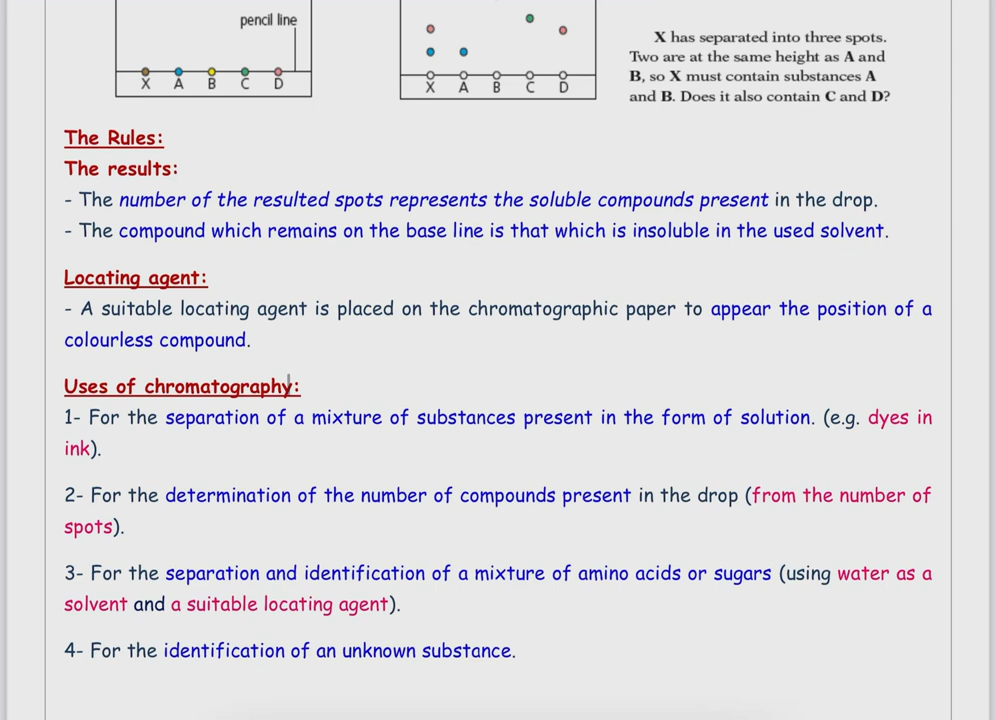 pencil line
X A B C D
X A B C D
X has separated into three spots.
Two are at the same height as A and
B, so X must contain substances A
and B. Does it also contain C and D?
The Rules:
The results:
- The number of the resulted spots represents the soluble compounds present in the drop.
- The compound which remains on the base line is that which is insoluble in the used solvent.
Locating agent:
- A suitable locating agent is placed on the chromatographic paper to appear the position of a
colourless compound.
Uses of chromatography:
1- For the separation of a mixture of substances present in the form of solution. (e.g. dyes in
ink).
2- For the determination of the number of compounds present in the drop (from the number of
spots).
3- For the separation and identification of a mixture of amino acids or sugars (using water as a
solvent and a suitable locating agent).
4- For the identification of an unknown substance.